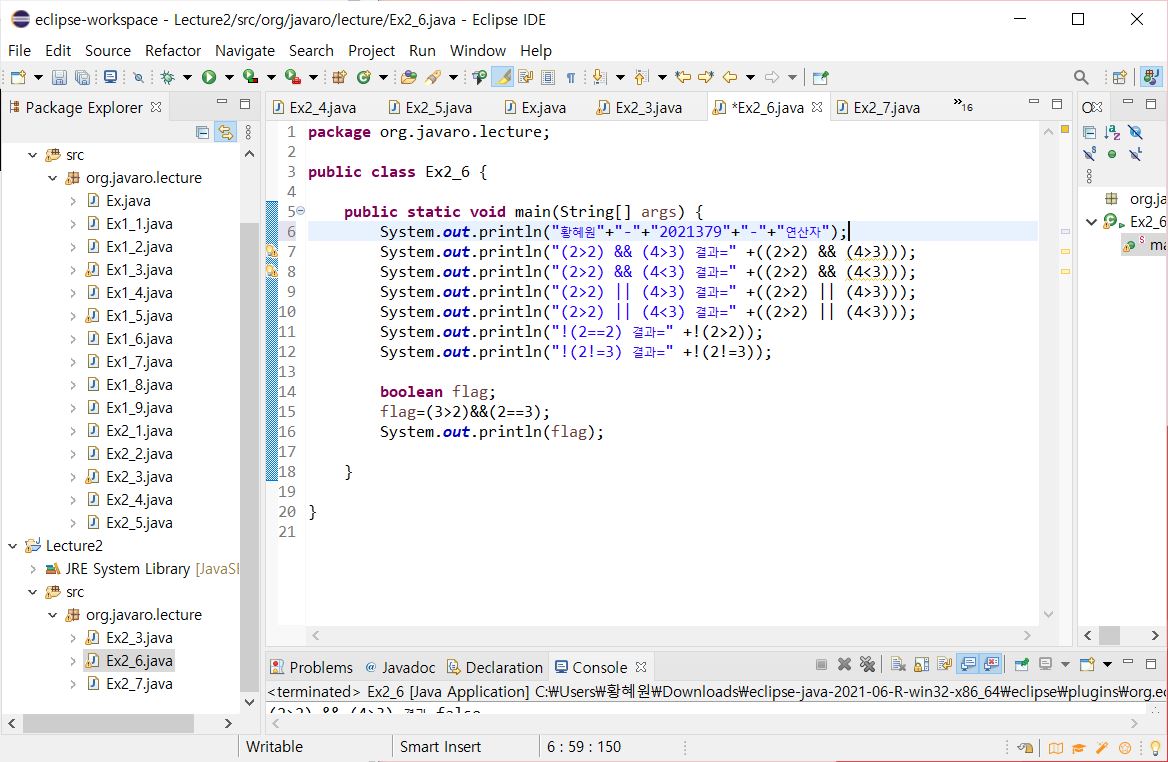 eclipse-workspace - Lecture2/src/org/javaro/lecture/Ex2_6.java - Eclipse IDE
File Edit Source Refactor Navigate Search Project Run Window Help
Package Explorer
src
org.javaro.lecture
Ex.java
Ex1_1.java
Ex1_2.java
Ex1_3.java
Ex1_4.java
Ex1_5.java
Ex1_6.java
Ex1_7.java
Ex1_8.java
Ex1_9.java
Ex2_1.java
Ex2_2.java
Ex2_3.java
Ex2_4.java
Ex2_5.java
Lecture2
JRE System Library [JavaSE
src
org.javaro.lecture
Ex2_3.java
Ex2_6.java
Ex2_7.java
Ex2_4.java Ex2_5.java Ex.java Ex2_3.java *Ex2_6.java Ex2_7.java »16
1 package org.javaro.lecture;
2
3 public class Ex2_6 {
4
5 public static void main(String[] args) {
6 System.out.println("황혜원"+"-"+"2021379"+"-"+"연산자");
7 System.out.println("(2>2) && (4>3) 결과=" +((2>2) && (4>3)));
8 System.out.println("(2>2) && (4<3) 결과=" +((2>2) && (4<3)));
9 System.out.println("(2>2) || (4>3) 결과=" +((2>2) || (4>3)));
10 System.out.println("(2>2) || (4<3) 결과=" +((2>2) || (4<3)));
11 System.out.println("!(2==2) 결과=" +!(2>2));
12 System.out.println("!(2!=3) 결과=" +!(2!=3));
13
14 boolean flag;
15 flag=(3>2)&&(2==3);
16 System.out.println(flag);
17
18 }
19
20 }
21
org.ja
Ex2_6
ma
Problems @ Javadoc Declaration Console
<terminated> Ex2_6 [Java Application] C:₩Users₩황혜원₩Downloads₩eclipse-java-2021-06-R-win32-x86_64₩eclipse₩plugins₩org.ec
(2>2) && (4>3) 결과 false
Writable Smart Insert 6 : 59 : 150